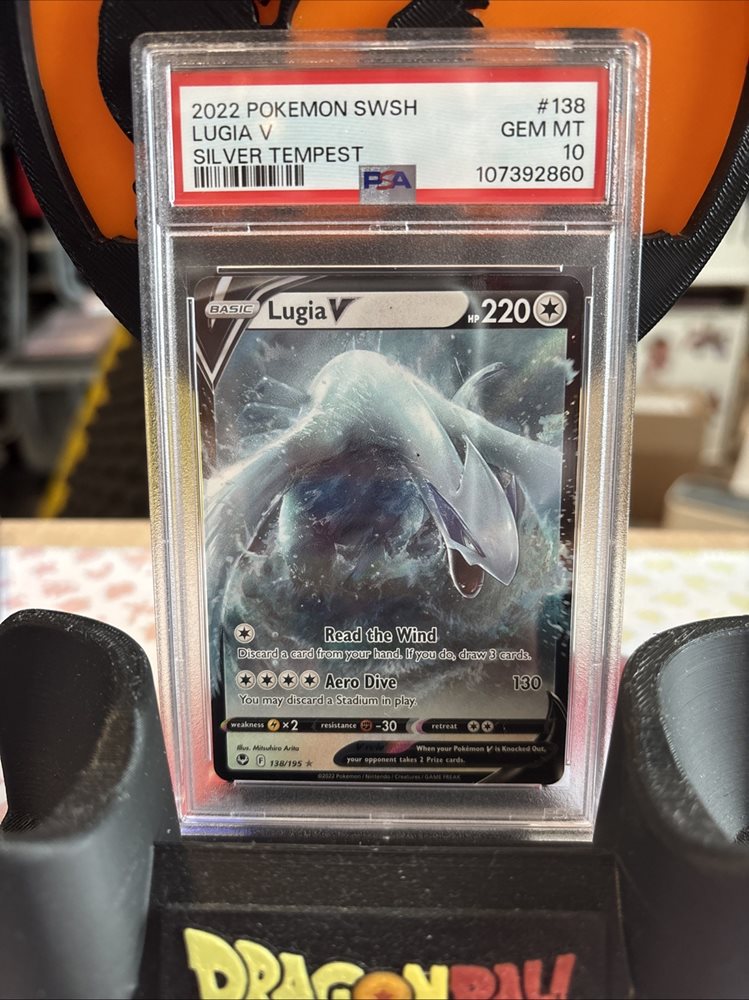 2022 POKEMON SWSH #138
LUGIA V GEM MT
SILVER TEMPEST 10
PSA 107392860
BASIC Lugia V HP 220
Read the Wind
Discard a card from your hand. If you do, draw 3 cards.
Aero Dive 130
You may discard a Stadium in play.
weakness ×2 resistance -30 retreat
Illus. Mitsuhiro Arita
V RULE
When your Pokémon V is Knocked Out,
your opponent takes 2 Prize cards.
F 138/195 ★
©2022 Pokémon / Nintendo / Creatures / GAME FREAK
DRAGONBALL